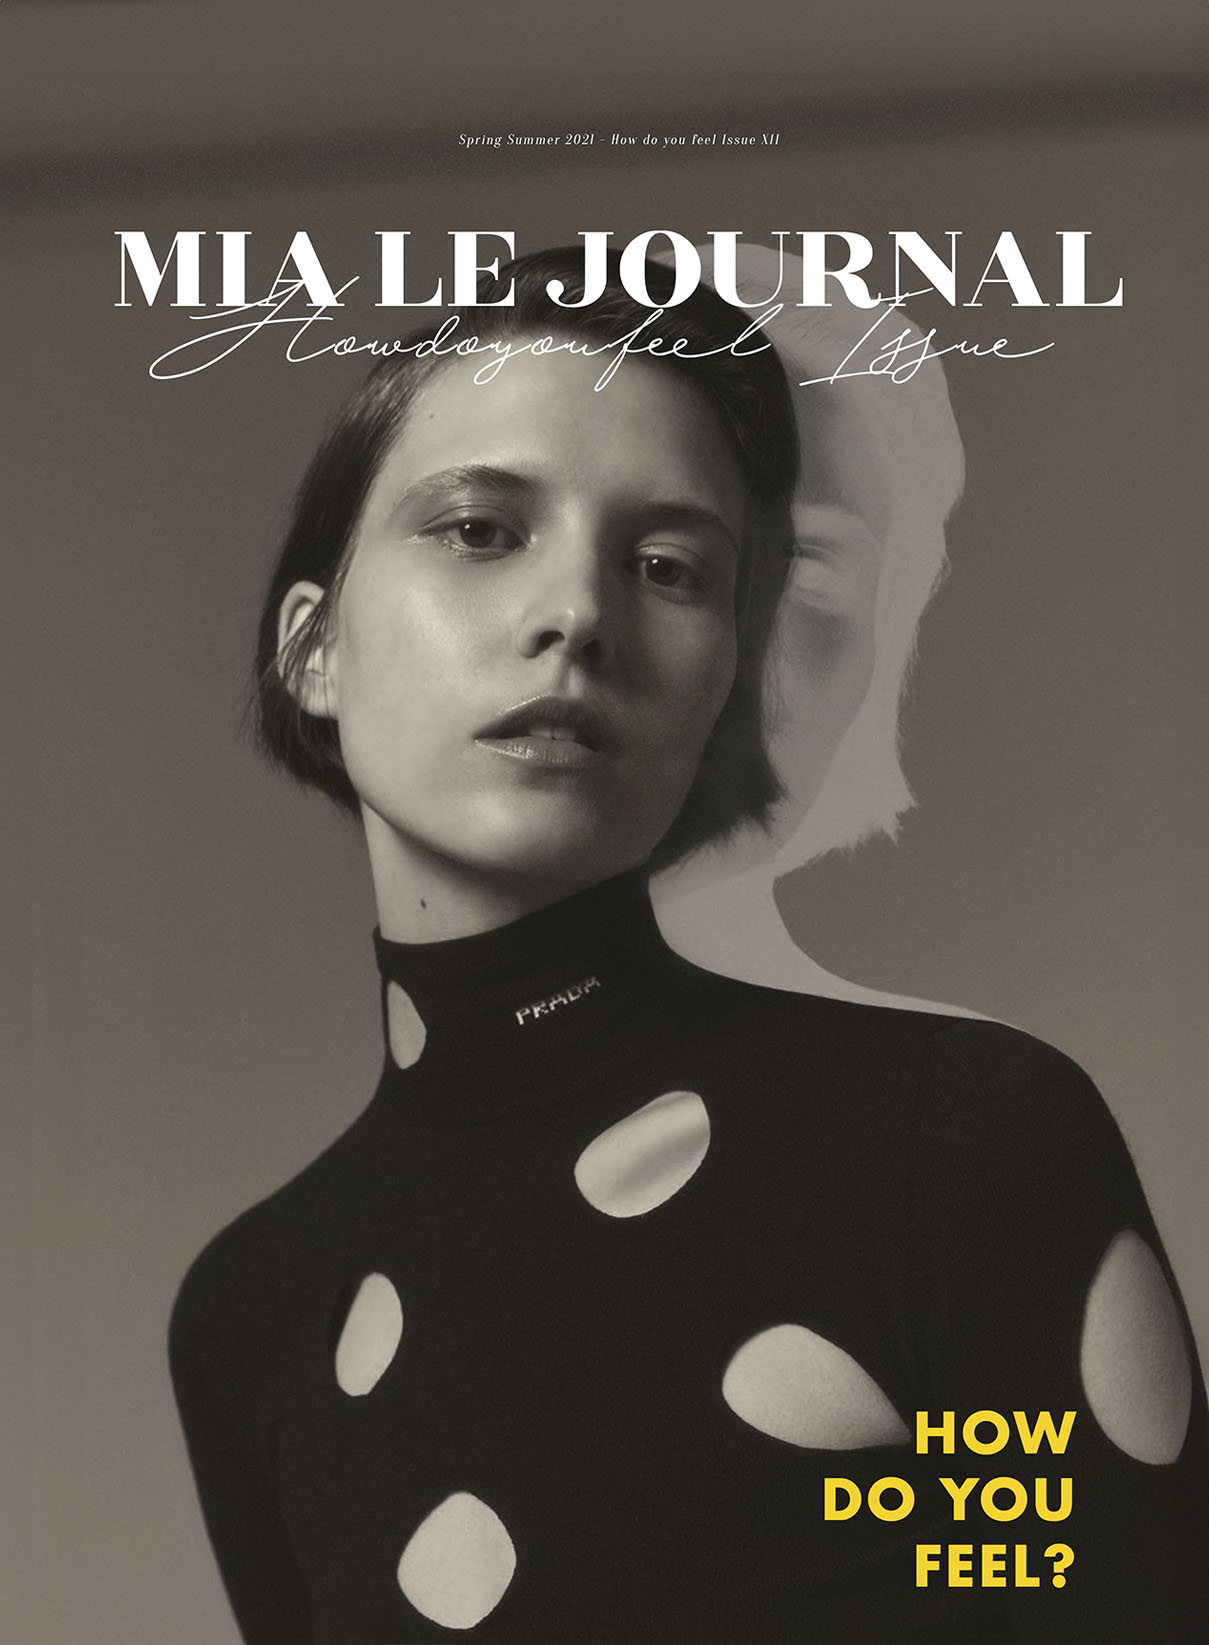 Spring Summer 2021 - How do you feel Issue XII
MIA LE JOURNAL
Howdoyoufeel Issue
PRADA
HOW
DO YOU
FEEL?